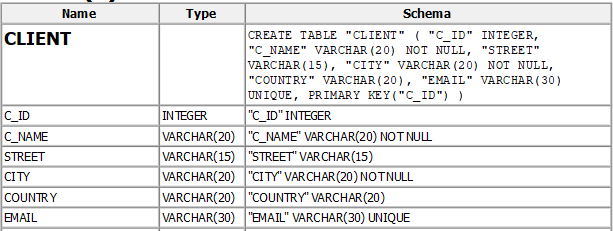 Name Type Schema
CLIENT CREATE TABLE "CLIENT" ( "C_ID" INTEGER,
"C_NAME" VARCHAR(20) NOT NULL, "STREET"
VARCHAR(15), "CITY" VARCHAR(20) NOT NULL,
"COUNTRY" VARCHAR(20), "EMAIL" VARCHAR(30)
UNIQUE, PRIMARY KEY("C_ID") )
C_ID INTEGER "C_ID" INTEGER
C_NAME VARCHAR(20) "C_NAME" VARCHAR(20) NOT NULL
STREET VARCHAR(15) "STREET" VARCHAR(15)
CITY VARCHAR(20) "CITY" VARCHAR(20) NOT NULL
COUNTRY VARCHAR(20) "COUNTRY" VARCHAR(20)
EMAIL VARCHAR(30) "EMAIL" VARCHAR(30) UNIQUE